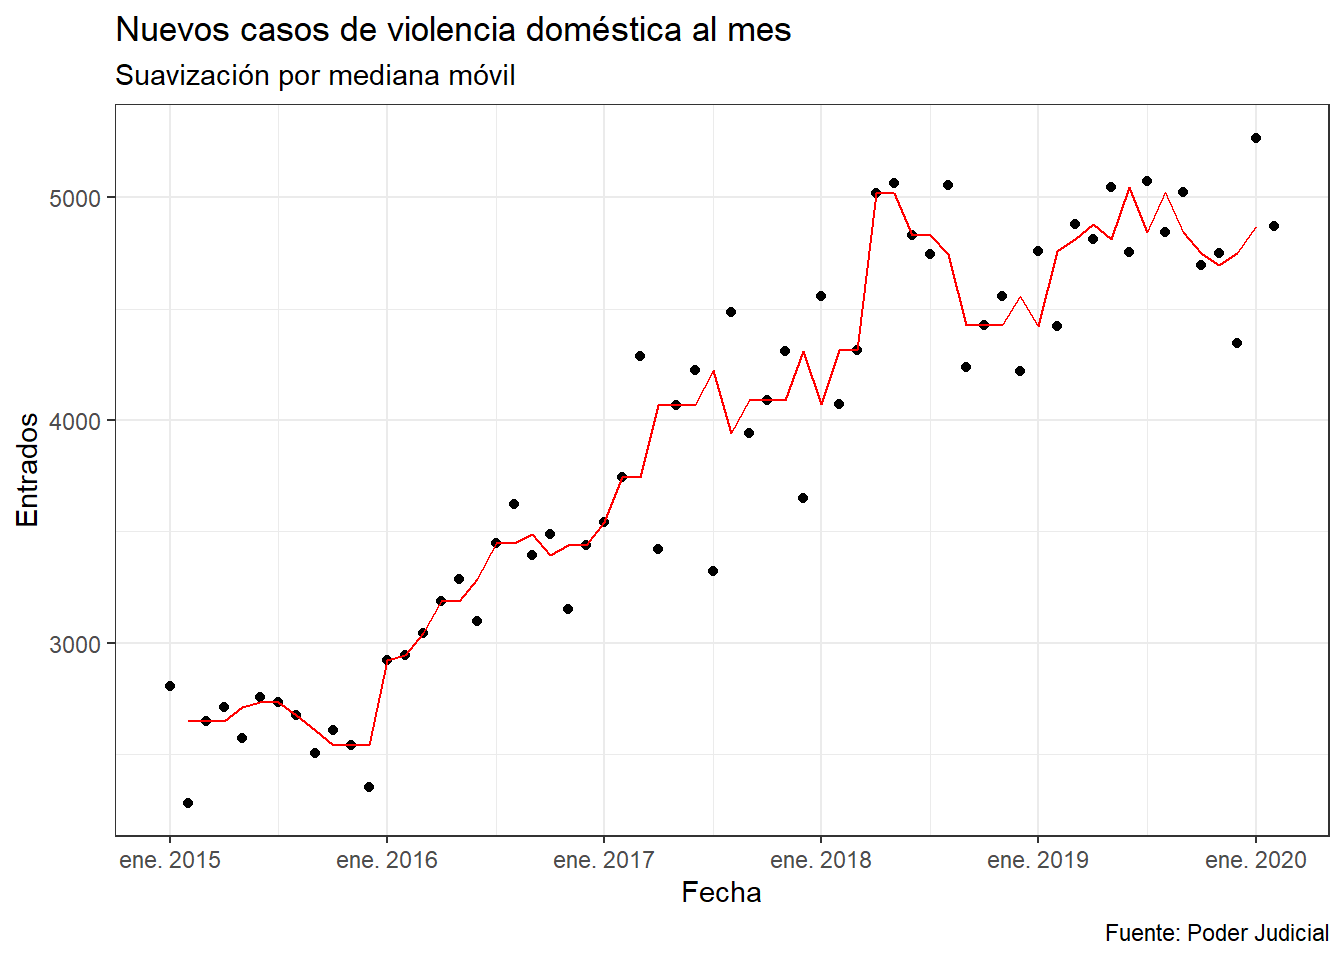 Nuevos casos de violencia doméstica al mes
Suavización por mediana móvil
5000
4000
3000
Entrados
ene. 2015 ene. 2016 ene. 2017 ene. 2018 ene. 2019 ene. 2020
Fecha
Fuente: Poder Judicial